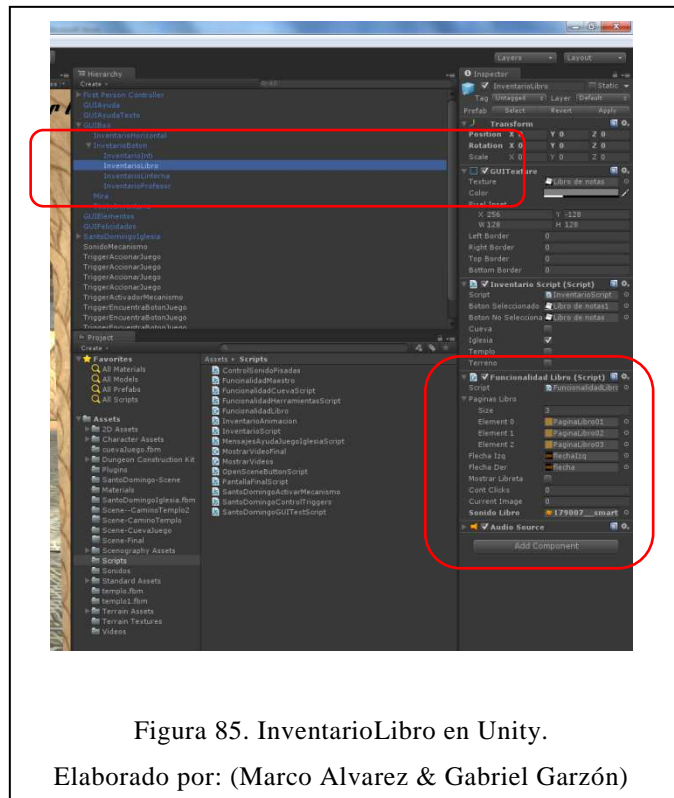 Layers
Layout
Hierarchy
Create
First Person Controller
GUIAyuda
GUIAyudaTexto
GUIBax
InventarioHorizontal
InvetarioBoton
InventarioInti
InventarioLibro
InventarioLinterna
InventarioProfesor
Mira
GUIElementos
GUIFelicidades
SantoDomingoIglesia
SonidoMecanismo
TriggerAccionarJuego
TriggerAccionarJuego
TriggerAccionarJuego
TriggerAccionarJuego
TriggerActivadorMecanismo
TriggerEncuentraBotonJuego
TriggerEncuentraBotonJuego
TriggerEncuentraBotonJuego
Project
Create
Favorites
All Materials
All Models
All Prefabs
All Scripts
Assets
2D Assets
Character Assets
cuevaJuego.fbm
Dungeon Construction Kit
Plugins
SantoDomingo-Scene
Materials
SantoDomingoIglesia.fbm
Scene--CaminoTemplo2
Scene-CaminoTemplo
Scene-CuevaJuego
Scene-Final
Scenography Assets
Scripts
Sonidos
Standard Assets
templo.fbm
templo1.fbm
Terrain Assets
Terrain Textures
Videos
Assets ▸ Scripts
ControlSonidoPisadas
FuncionalidadMaestro
FuncionalidadCuevaScript
FuncionalidadHerramientasScript
FuncionalidadLibro
InventarioAnimacion
InventarioScript
MensajesAyudaJuegoIglesiaScript
MostrarVideoFinal
MostrarVideos
OpenSceneButtonScript
PantallaFinalScript
SantoDomingoActivarMecanismo
SantoDomingoControlTriggers
SantoDomingoGUITextScript
Inspector
InventarioLibro Static
Tag Untagged Layer Default
Prefab Select Revert Apply
Transform
Position X 0 Y 0 Z 0
Rotation X 0 Y 0 Z 0
Scale X 0 Y 0 Z 0
GUITexture
Texture Libro de notas
Color
Pixel Inset
X 256 Y -128
W 128 H 128
Left Border 0
Right Border 0
Top Border 0
Bottom Border 0
Inventario Script (Script)
Script InventarioScript
Boton Seleccionado Libro de notas1
Boton No Selecciona Libro de notas
Cueva
Iglesia
Templo
Terreno
Funcionalidad Libro (Script)
Script FuncionalidadLibro
Paginas Libro
Size 3
Element 0 PaginaLibro01
Element 1 PaginaLibro02
Element 2 PaginaLibro03
Flecha Izq flechaIzq
Flecha Der flecha
Mostrar Libreta
Cont Clicks 0
Current Image 0
Sonido Libro 179007__smart
Audio Source
Add Component
Figura 85. InventarioLibro en Unity.
Elaborado por: (Marco Alvarez & Gabriel Garzón)